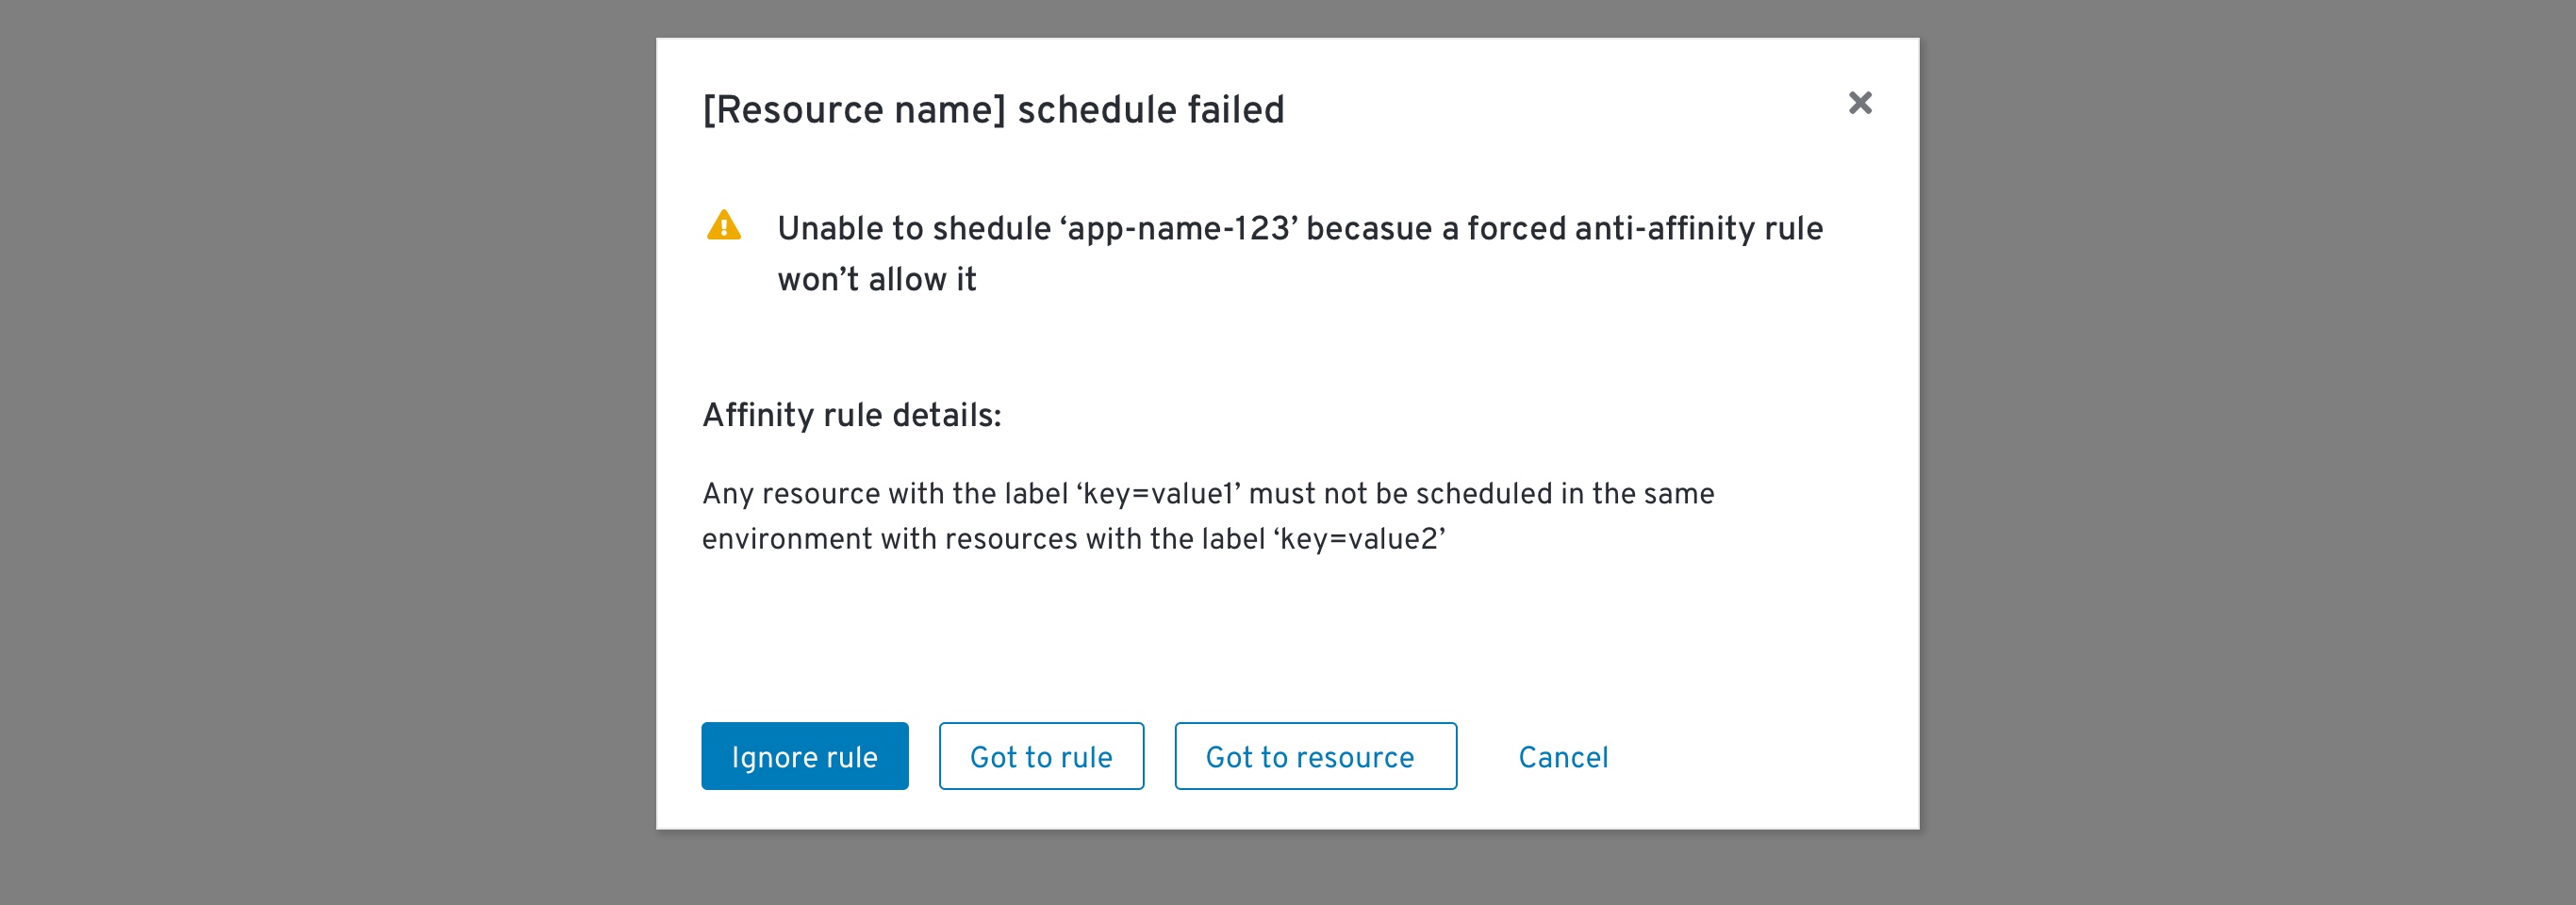 [Resource name] schedule failed
Unable to shedule ‘app-name-123’ becasue a forced anti-affinity rule
won’t allow it
Affinity rule details:
Any resource with the label ‘key=value1’ must not be scheduled in the same
environment with resources with the label ‘key=value2’
Ignore rule
Got to rule
Got to resource
Cancel